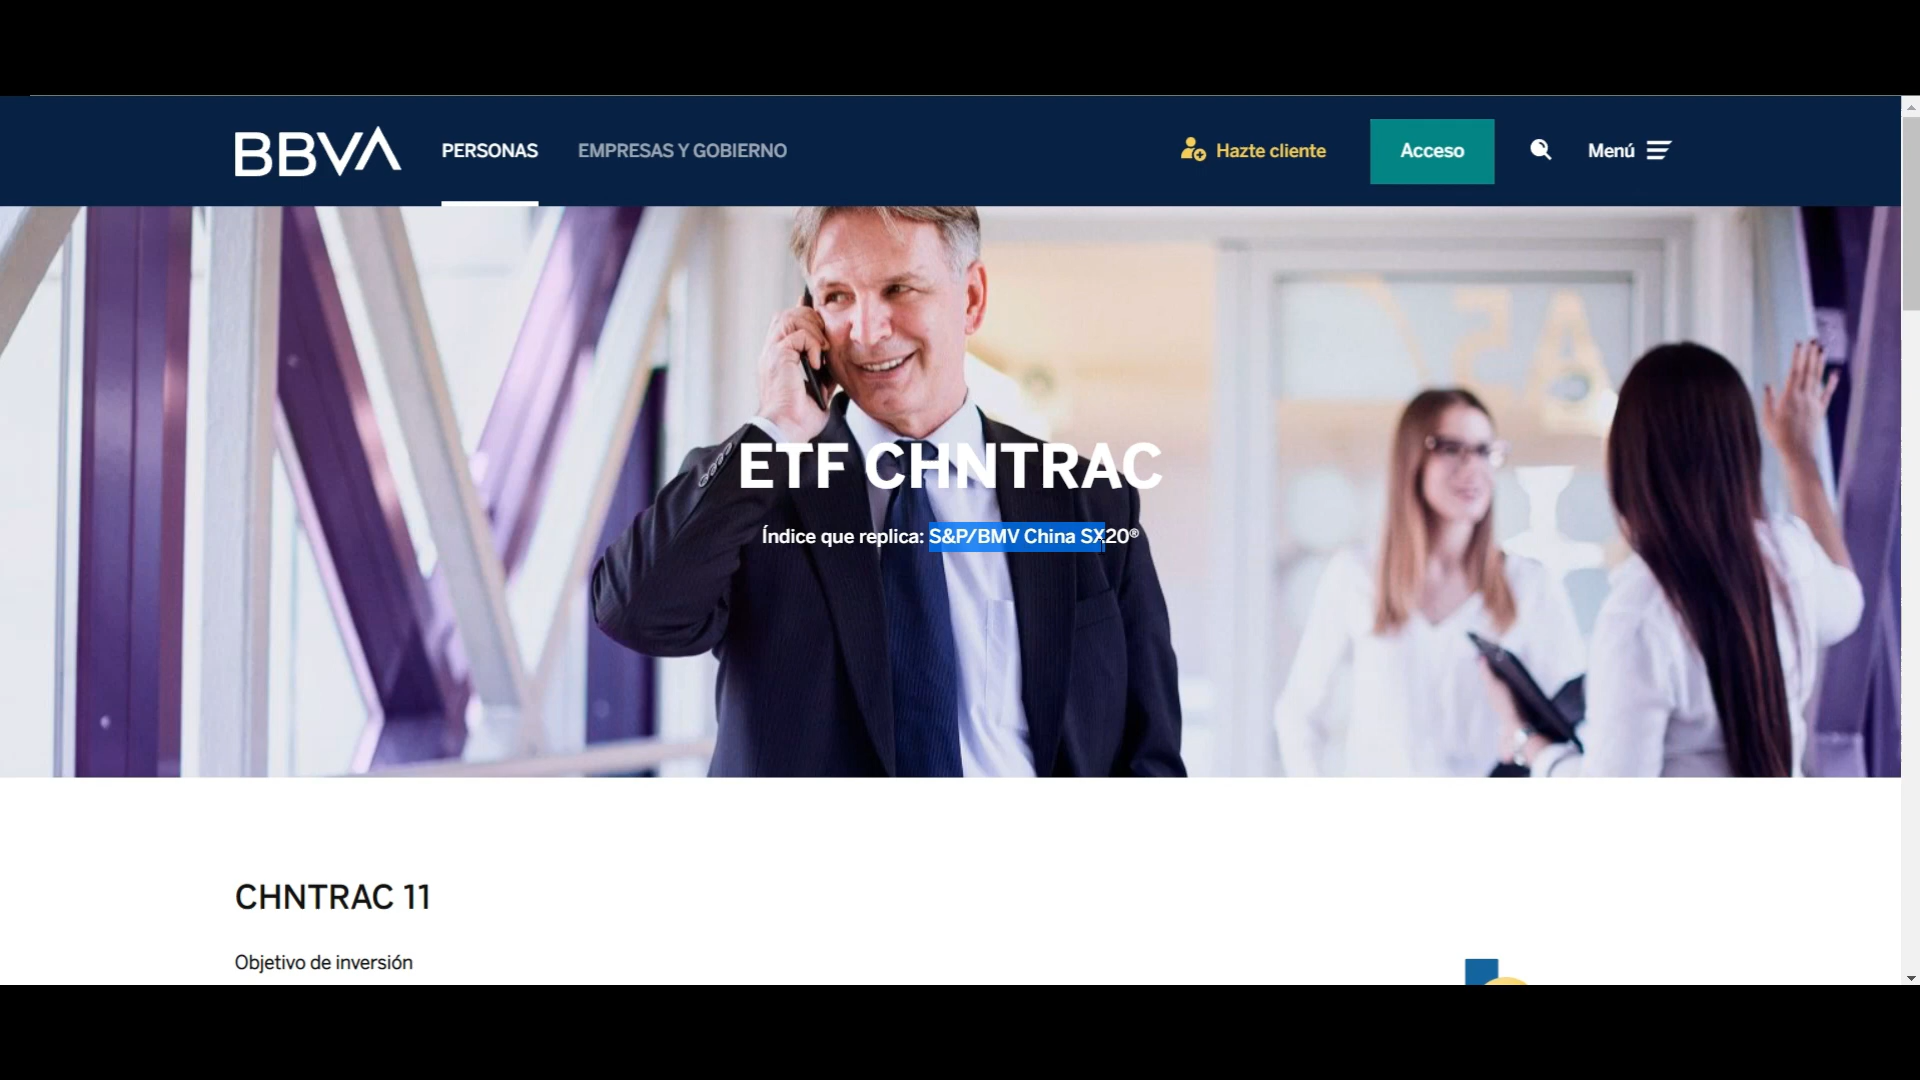 BBVA
PERSONAS
EMPRESAS Y GOBIERNO
Hazte cliente
Acceso
Menú
ETF CHNTRAC
Índice que replica: S&P/BMV China SX20®
CHNTRAC 11
Objetivo de inversión